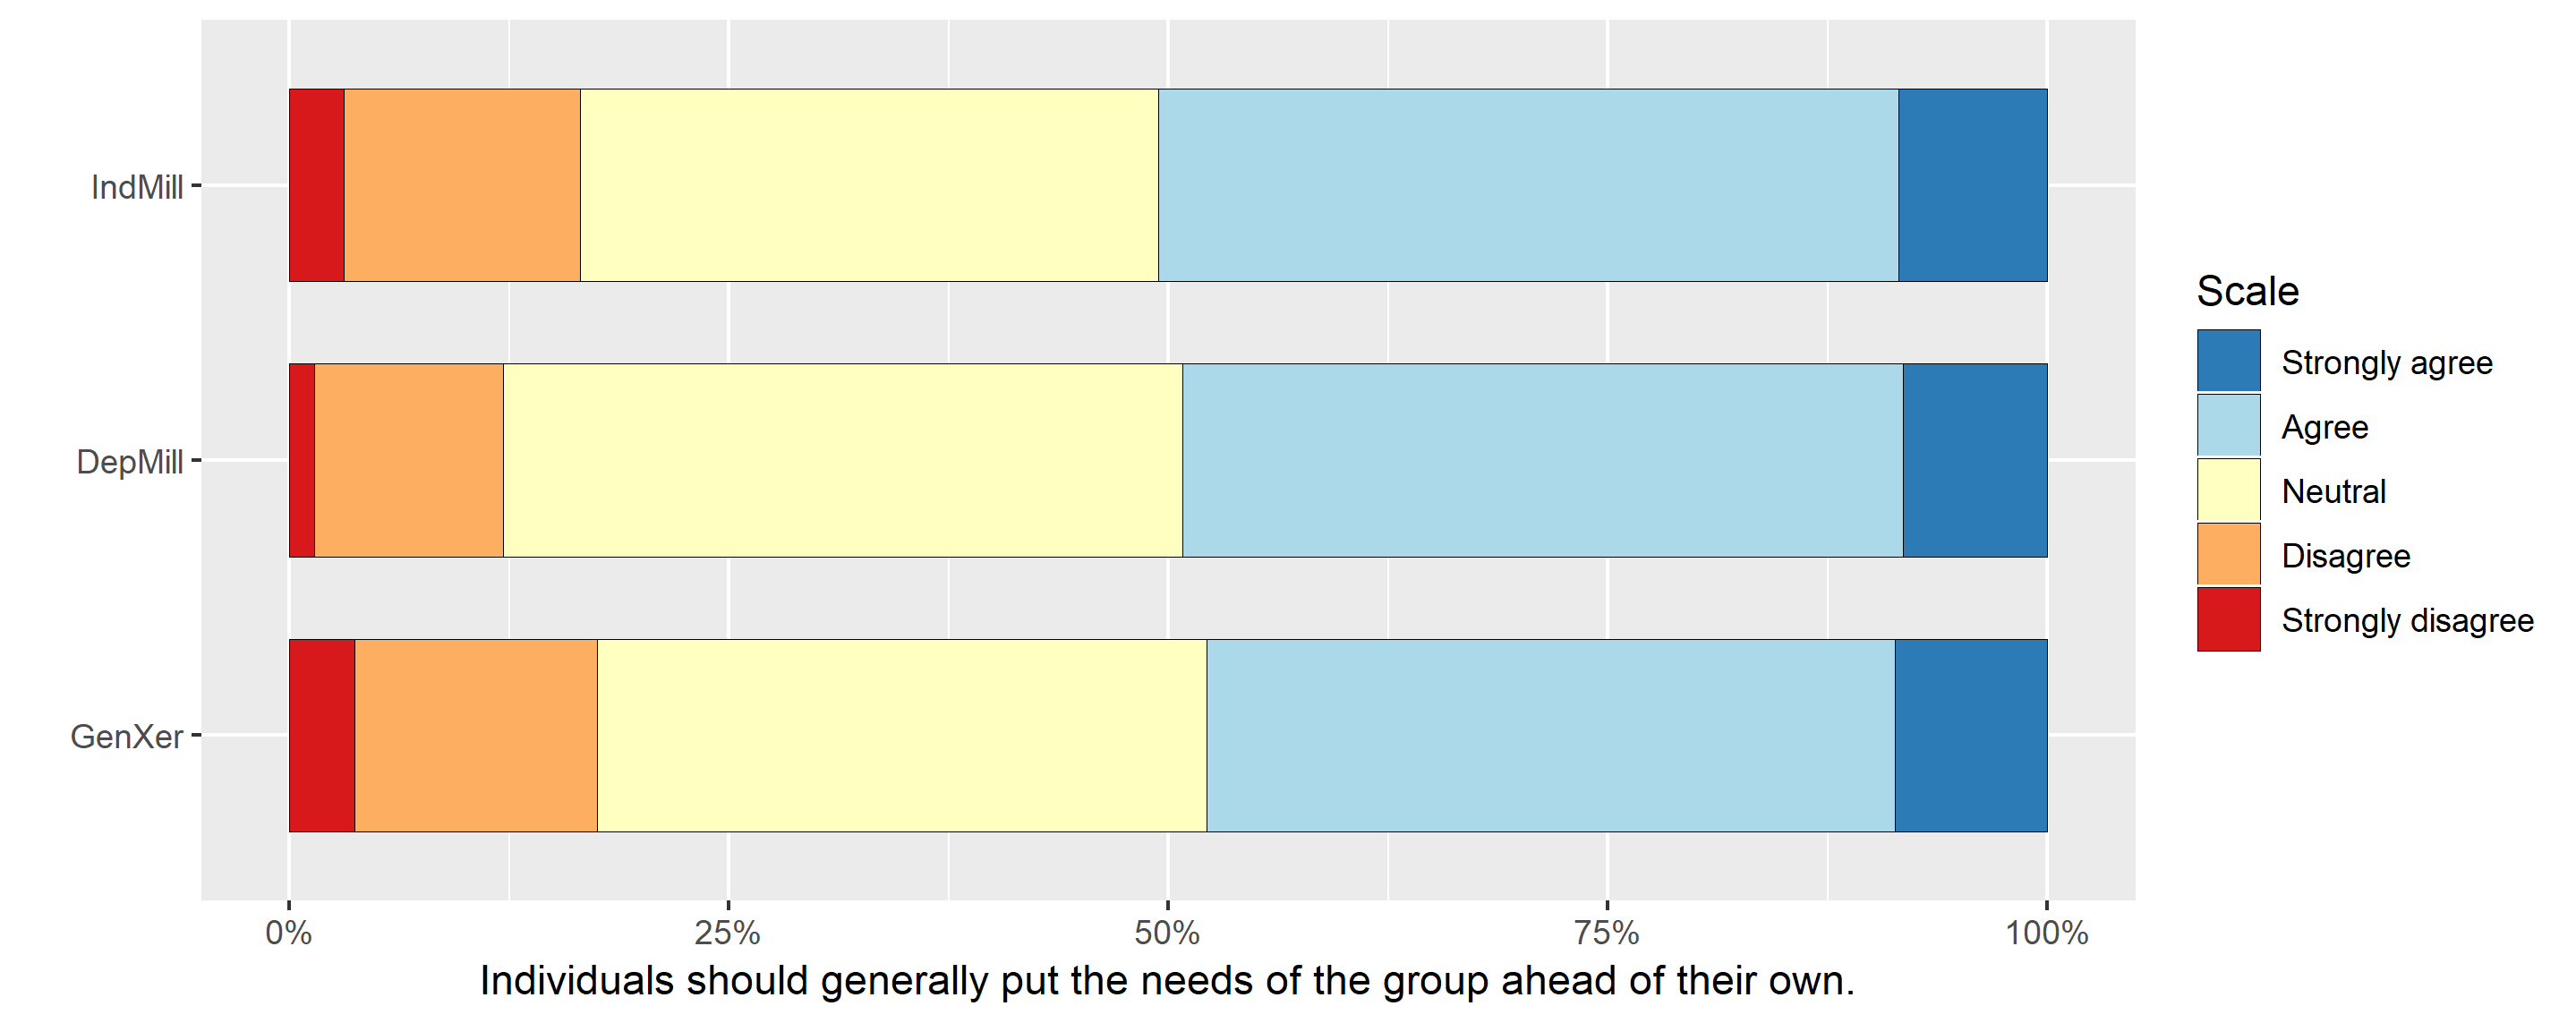 IndMill
DepMill
GenXer
0%
25%
50%
75%
100%
Individuals should generally put the needs of the group ahead of their own.
Scale
Strongly agree
Agree
Neutral
Disagree
Strongly disagree